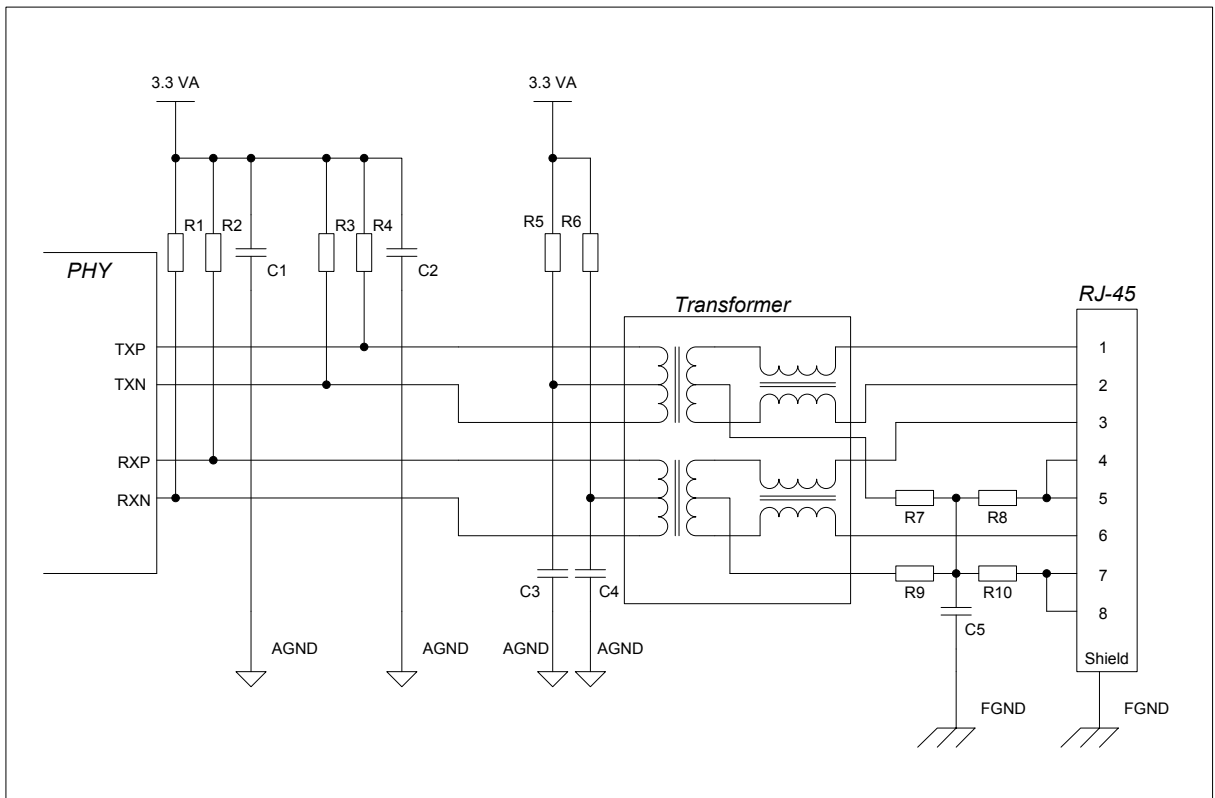 3.3 VA
3.3 VA
R1
R2
R3
R4
R5
R6
C1
C2
PHY
Transformer
RJ-45
TXP
TXN
RXP
RXN
1
2
3
4
5
6
7
8
R7
R8
R9
R10
C3
C4
C5
AGND
AGND
AGND
AGND
Shield
FGND
FGND